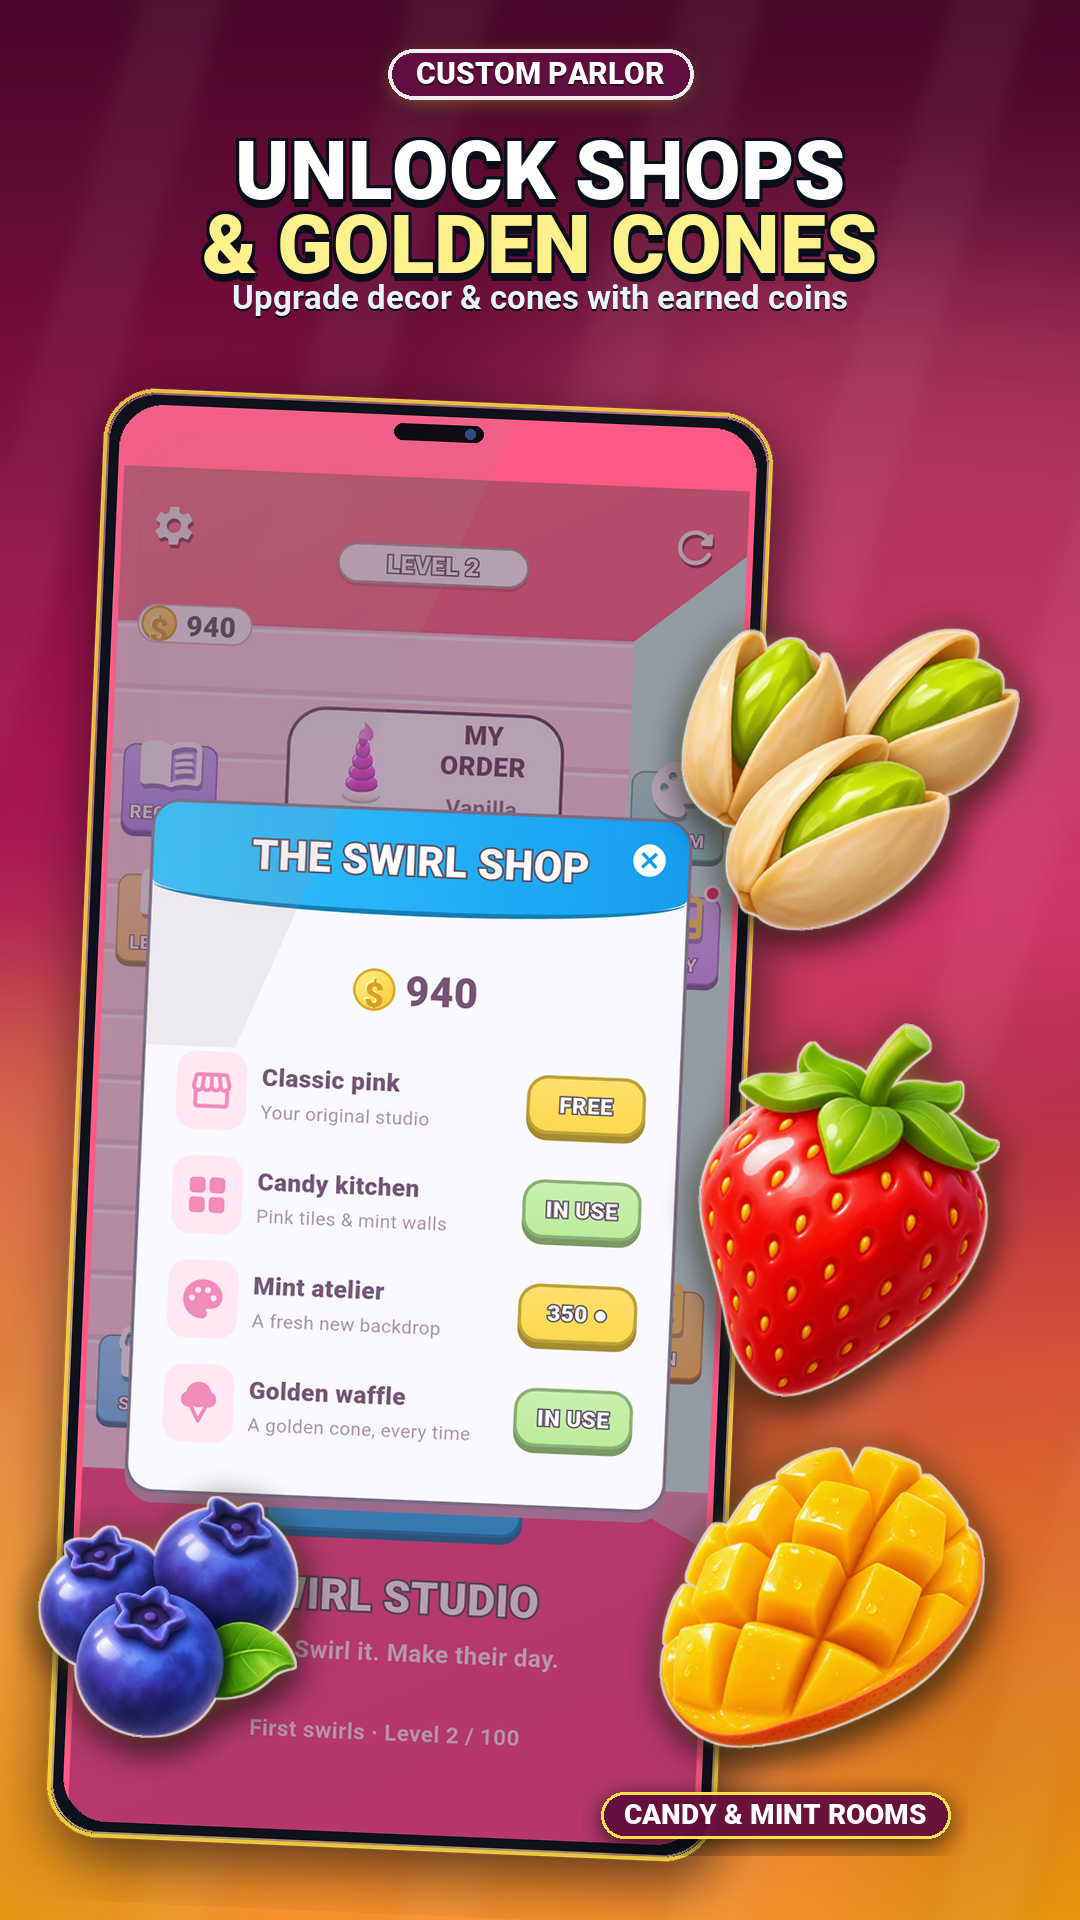 CUSTOM PARLOR
UNLOCK SHOPS
& GOLDEN CONES
Upgrade decor & cones with earned coins
LEVEL 2
940
MY
ORDER
Vanilla
THE SWIRL SHOP
940
Classic pink
Your original studio
FREE
Candy kitchen
Pink tiles & mint walls
IN USE
Mint atelier
A fresh new backdrop
350
Golden waffle
A golden cone, every time
IN USE
STUDIO
Swirl it. Make their day.
First swirls · Level 2 / 100
CANDY & MINT ROOMS